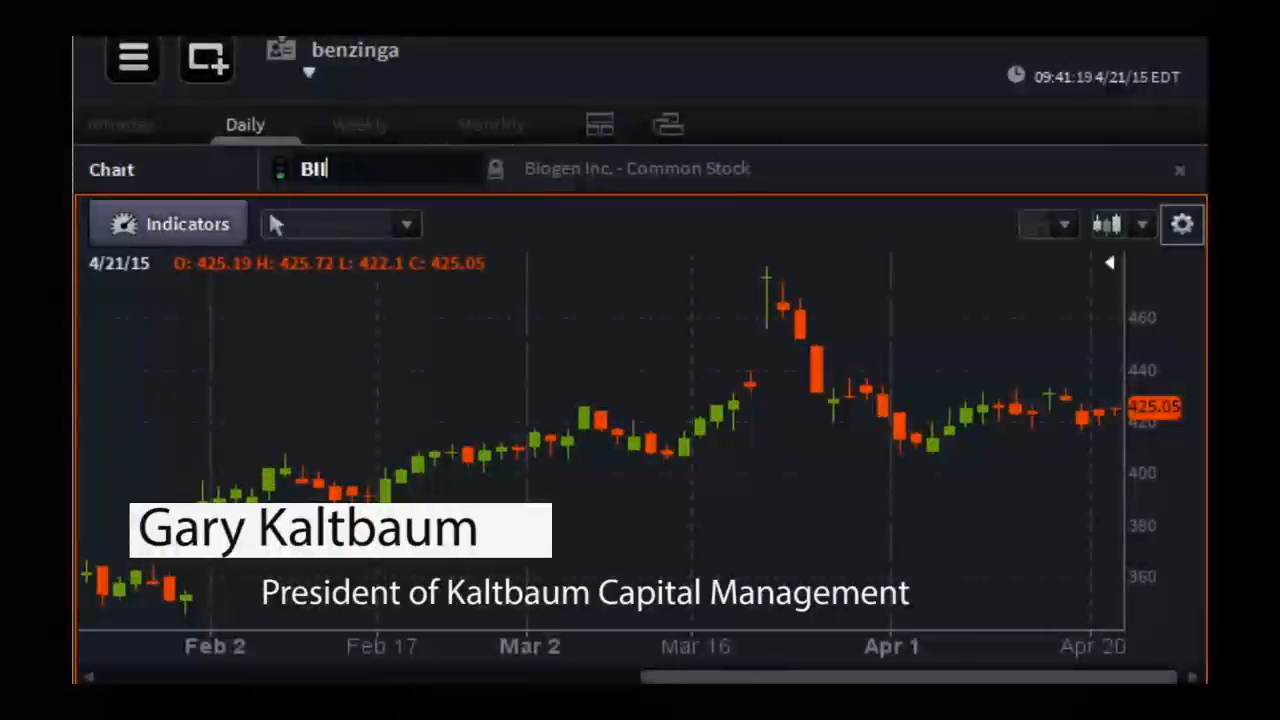 benzinga
09:41:19 4/21/15 EDT
Minutes Daily Weekly Monthly
Chart BII Biogen Inc. - Common Stock
Indicators
4/21/15 O: 425.19 H: 425.72 L: 422.1 C: 425.05
460
440
425.05
420
400
380
360
Gary Kaltbaum
President of Kaltbaum Capital Management
Feb 2 Feb 17 Mar 2 Mar 16 Apr 1 Apr 20